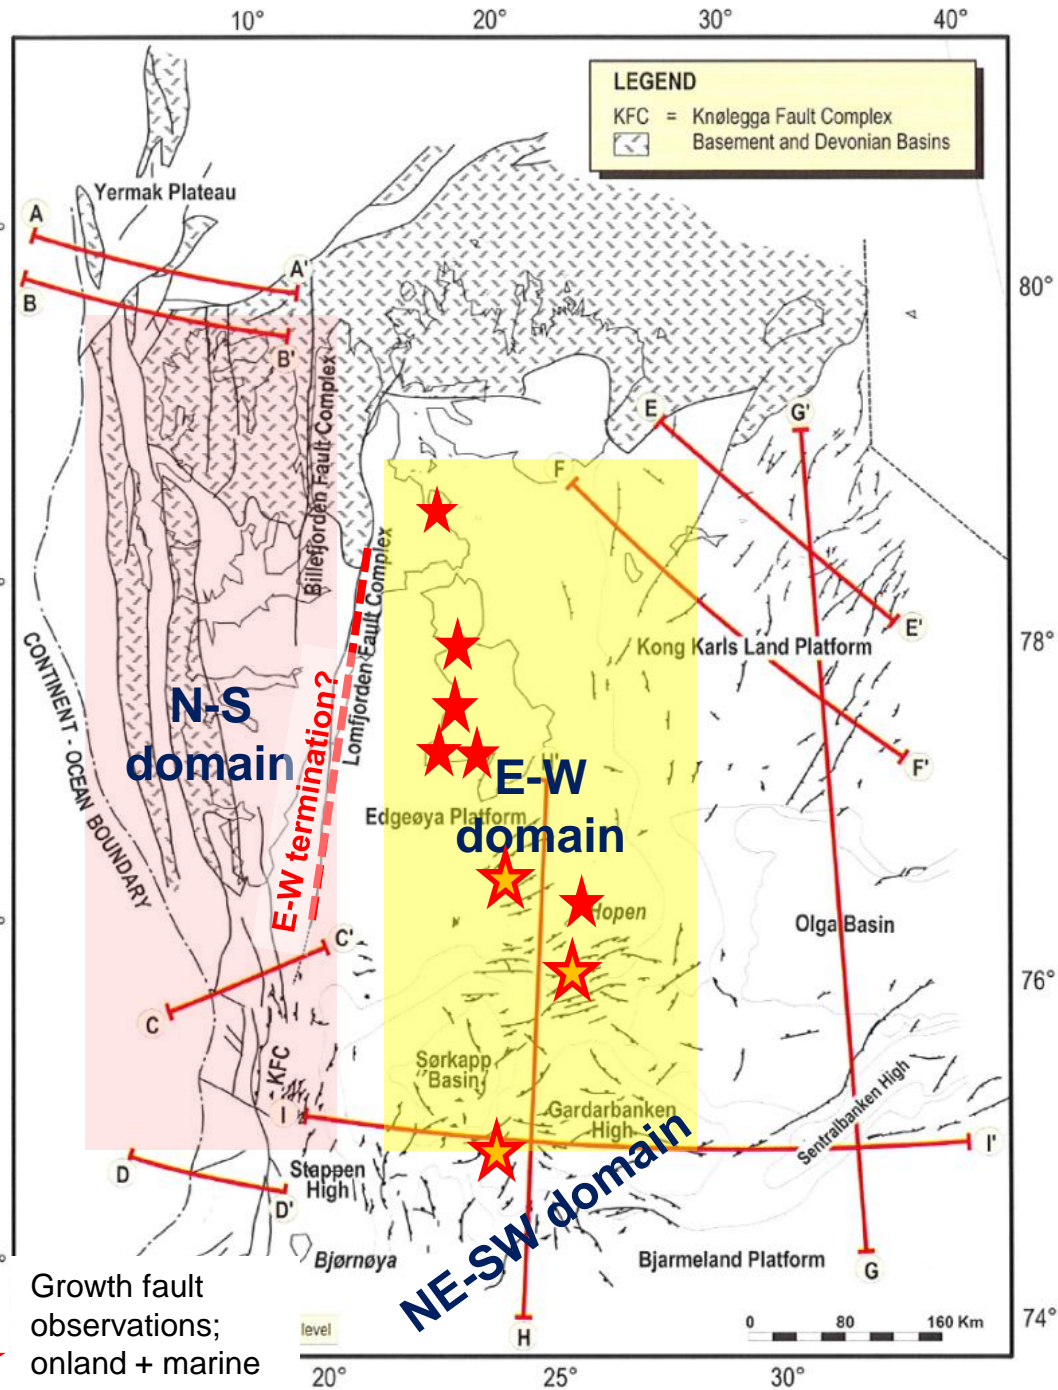 10° 20° 30° 40°
LEGEND
KFC = Knølegga Fault Complex
Basement and Devonian Basins
Yermak Plateau
A
A'
B
B'
80°
Billefjorden Fault Complex
E
G'
F
Lomfjorden Fault Complex
E'
78°
Kong Karls Land Platform
CONTINENT - OCEAN BOUNDARY
N-S
domain
E-W termination?
H'
F'
E-W
domain
Edgeøya Platform
Hopen
Olga Basin
C'
C
76°
KFC
Sørkapp
Basin
I
Gardarbanken
High
Sentralbanken High
I'
D
D'
Stappen
High
NE-SW domain
Bjørnøya
Bjarmeland Platform
G
Growth fault
observations;
onland + marine
level
H
0 80 160 Km
74°
20° 25° 30°